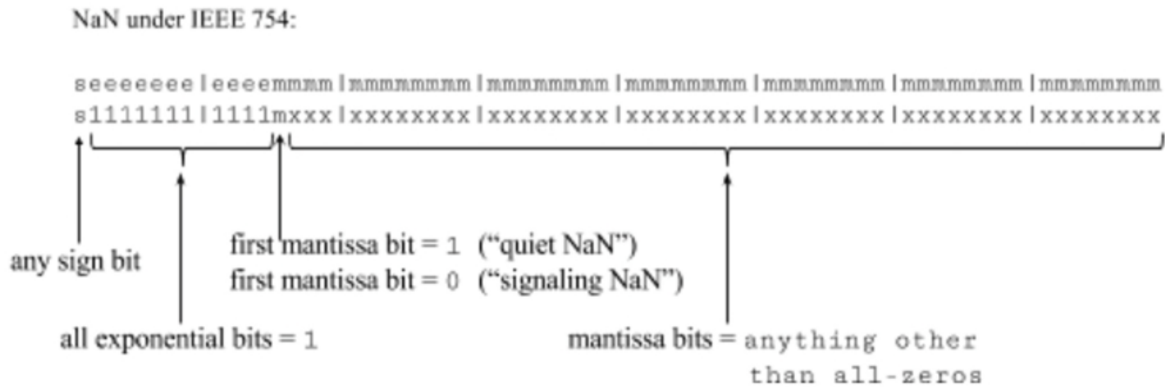 NaN under IEEE 754:
seeeeeee|eeeemmmm|mmmmmmmm|mmmmmmmm|mmmmmmmm|mmmmmmmm|mmmmmmmm|mmmmmmmm
s1111111|1111mxxx|xxxxxxxx|xxxxxxxx|xxxxxxxx|xxxxxxxx|xxxxxxxx|xxxxxxxx
any sign bit
first mantissa bit = 1 (“quiet NaN”)
first mantissa bit = 0 (“signaling NaN”)
all exponential bits = 1
mantissa bits = anything other
than all-zeros